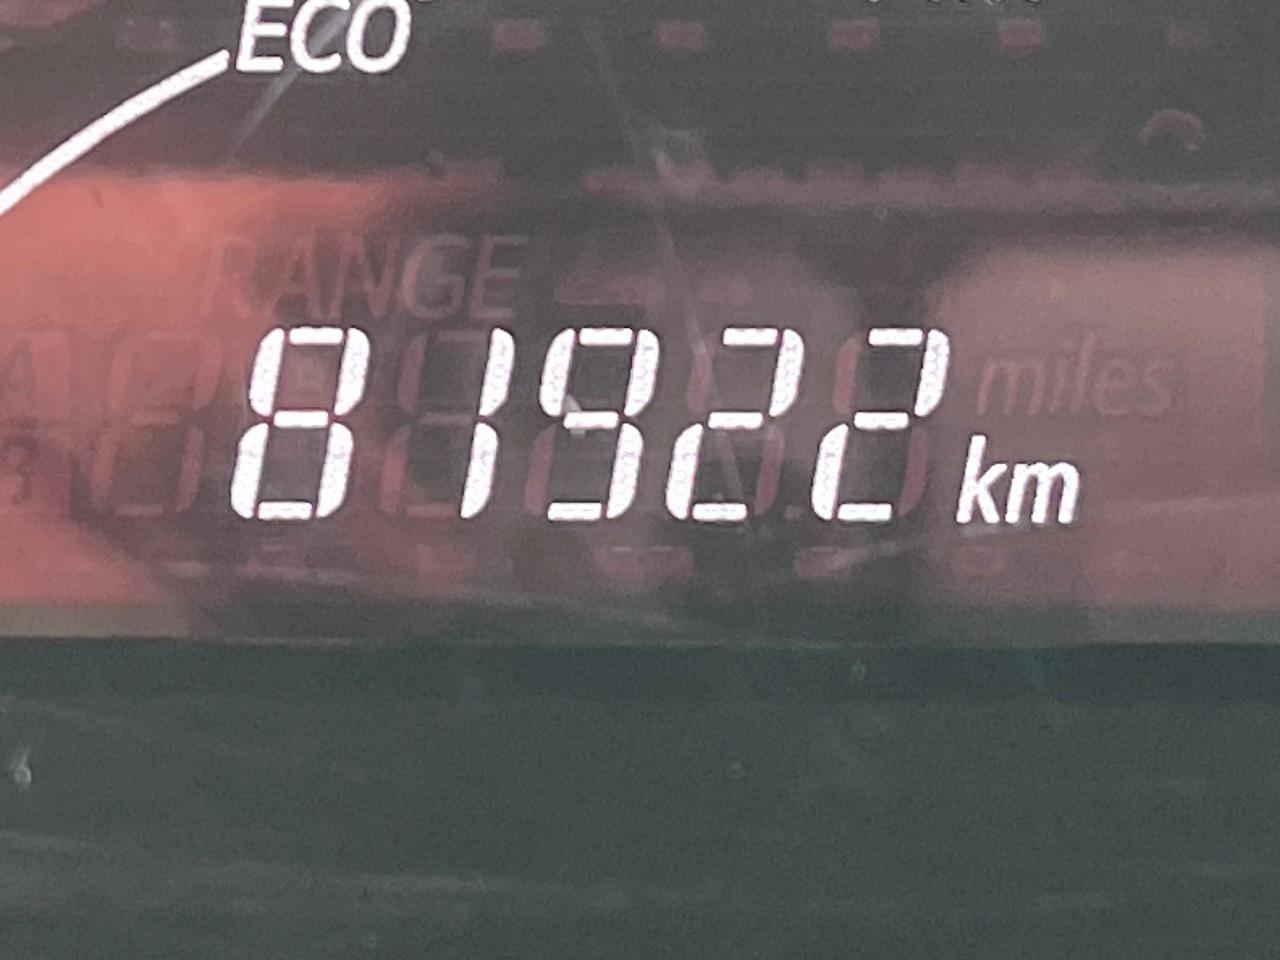 ECO
RANGE
miles
81922 km